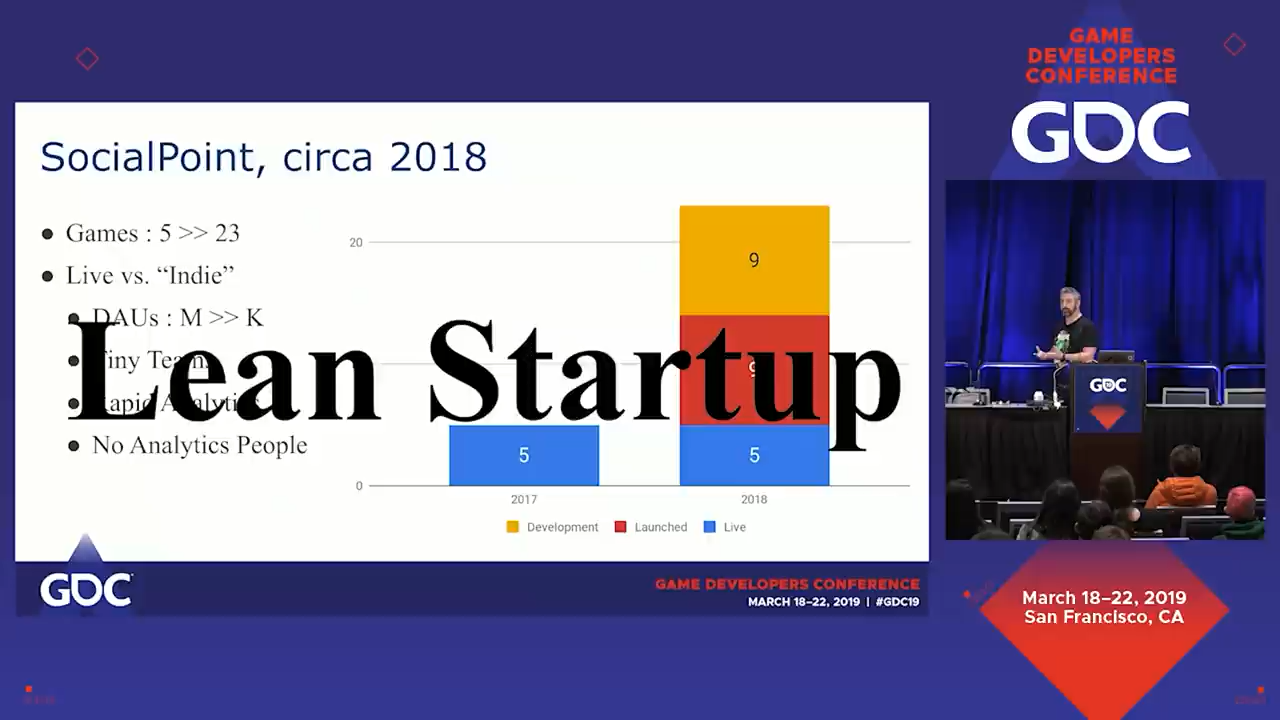 GAME
DEVELOPERS
CONFERENCE
GDC
SocialPoint, circa 2018
● Games : 5 >> 23
● Live vs. “Indie”
● DAUs : M >> K
● Tiny Teams
● Rapid Analytics
● No Analytics People
Lean Startup
20
0
9
9
5
5
2017
2018
Development
Launched
Live
GDC
GDC
GAME DEVELOPERS CONFERENCE
MARCH 18–22, 2019 | #GDC19
March 18–22, 2019
San Francisco, CA